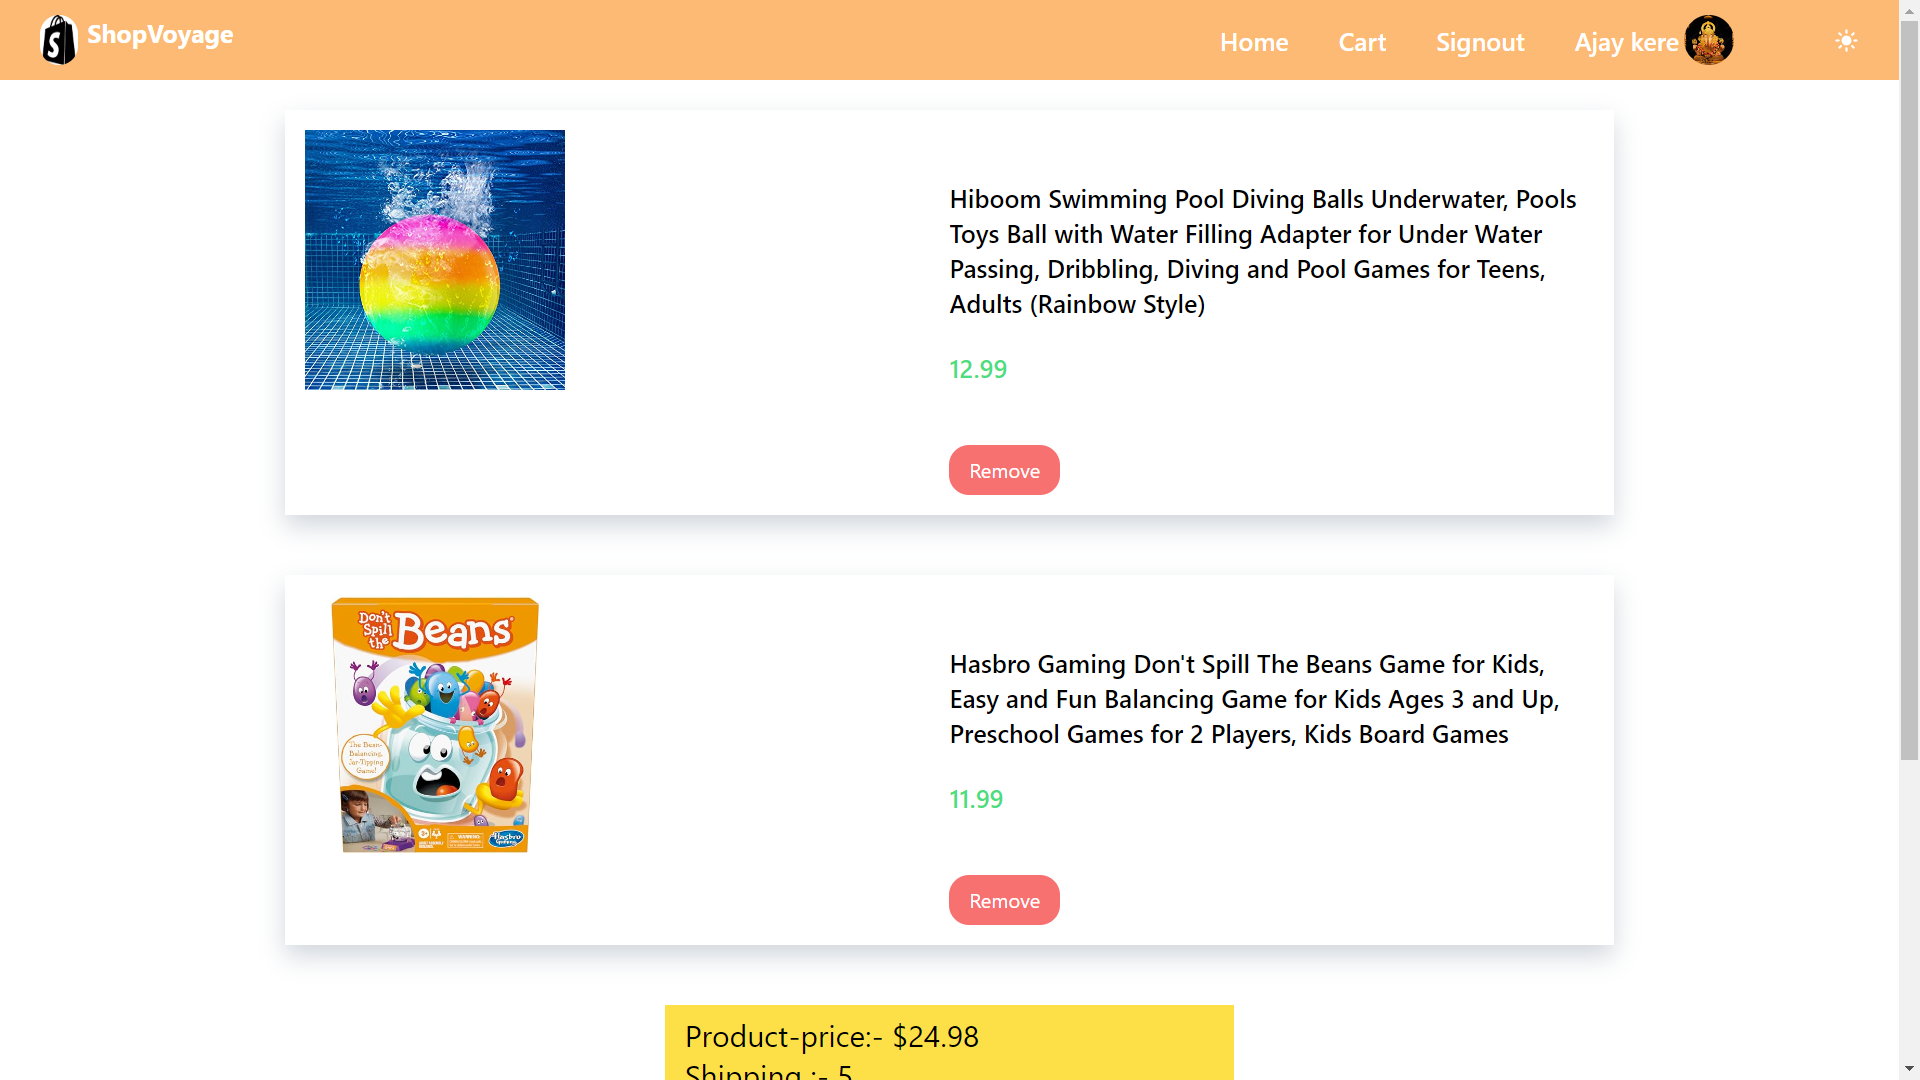 ShopVoyage
Home
Cart
Signout
Ajay kere
Hiboom Swimming Pool Diving Balls Underwater, Pools
Toys Ball with Water Filling Adapter for Under Water
Passing, Dribbling, Diving and Pool Games for Teens,
Adults (Rainbow Style)
12.99
Remove
Don't
Spill
the
Beans
The Bean-
Balancing,
Jar-Tipping
Game!
WARNING:
Hasbro
Gaming
Hasbro Gaming Don't Spill The Beans Game for Kids,
Easy and Fun Balancing Game for Kids Ages 3 and Up,
Preschool Games for 2 Players, Kids Board Games
11.99
Remove
Product-price:- $24.98
Shipping :- 5